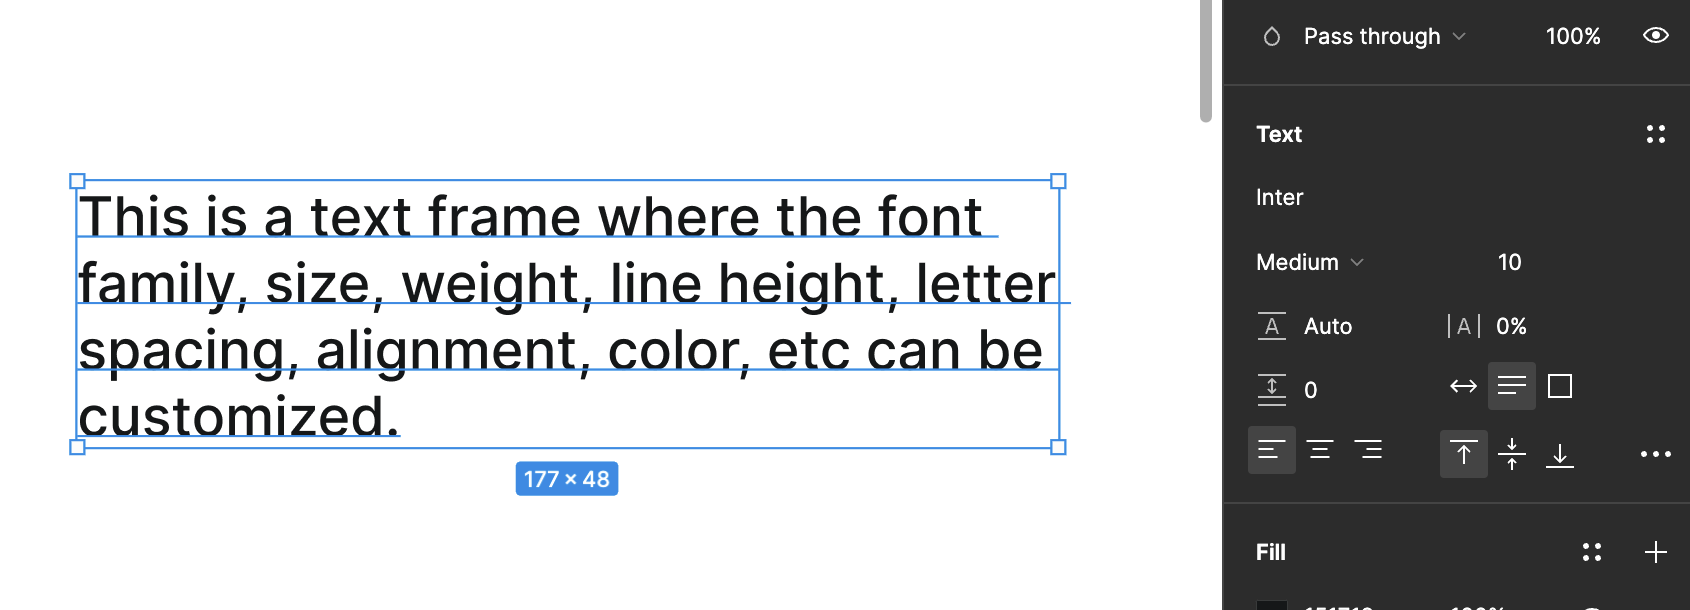 This is a text frame where the font
family, size, weight, line height, letter
spacing, alignment, color, etc can be
customized.
177 × 48
Pass through 100%
Text
Inter
Medium 10
A Auto |A| 0%
0
Fill